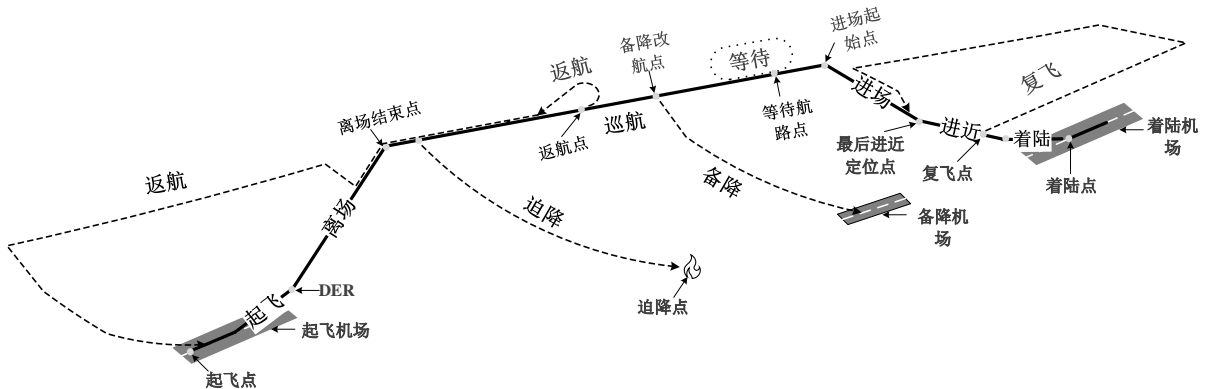 返航
起飞
起飞点
起飞机场
DER
离场
离场结束点
迫降
迫降点
返航
返航点
巡航
备降改
航点
备降
备降机
场
等待
等待航
路点
进场起
始点
进场
最后进近
定位点
进近
复飞
复飞点
着陆
着陆点
着陆机
场